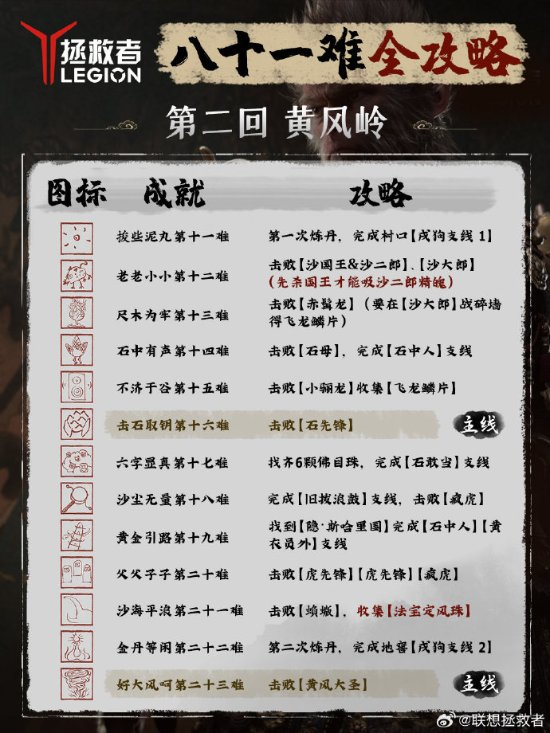 拯救者
LEGION
八十一难全攻略
第二回 黄风岭
图标 成就 攻略
拔些泥丸第十一难 第一次炼丹，完成村口【戌狗支线 1】
老老小小第十二难 击败【沙国王&沙二郎】、【沙大郎】
(先杀国王才能吸沙二郎精魄)
尺木为牢第十三难 击败【赤髯龙】（要在【沙大郎】战碎墙
得飞龙鳞片）
石中有声第十四难 击败【石母】，完成【石中人】支线
不济于谷第十五难 击败【小骊龙】收集【飞龙鳞片】
击石取钥第十六难 击败【石先锋】 主线
六字显真第十七难 找齐6颗佛目珠，完成【石敢当】支线
沙尘无量第十八难 完成【旧拨浪鼓】支线，击败【疯虎】
黄金引路第十九难 找到【隐·斯哈里国】完成【石中人】【黄
衣员外】支线
父父子子第二十难 击败【虎先锋】【虎先锋】【疯虎】
沙海平浪第二十一难 击败【蝜蝂】，收集【法宝定风珠】
金丹等闲第二十二难 第二次炼丹，完成地窖【戌狗支线 2】
好大风呵第二十三难 击败【黄风大圣】 主线
@联想拯救者